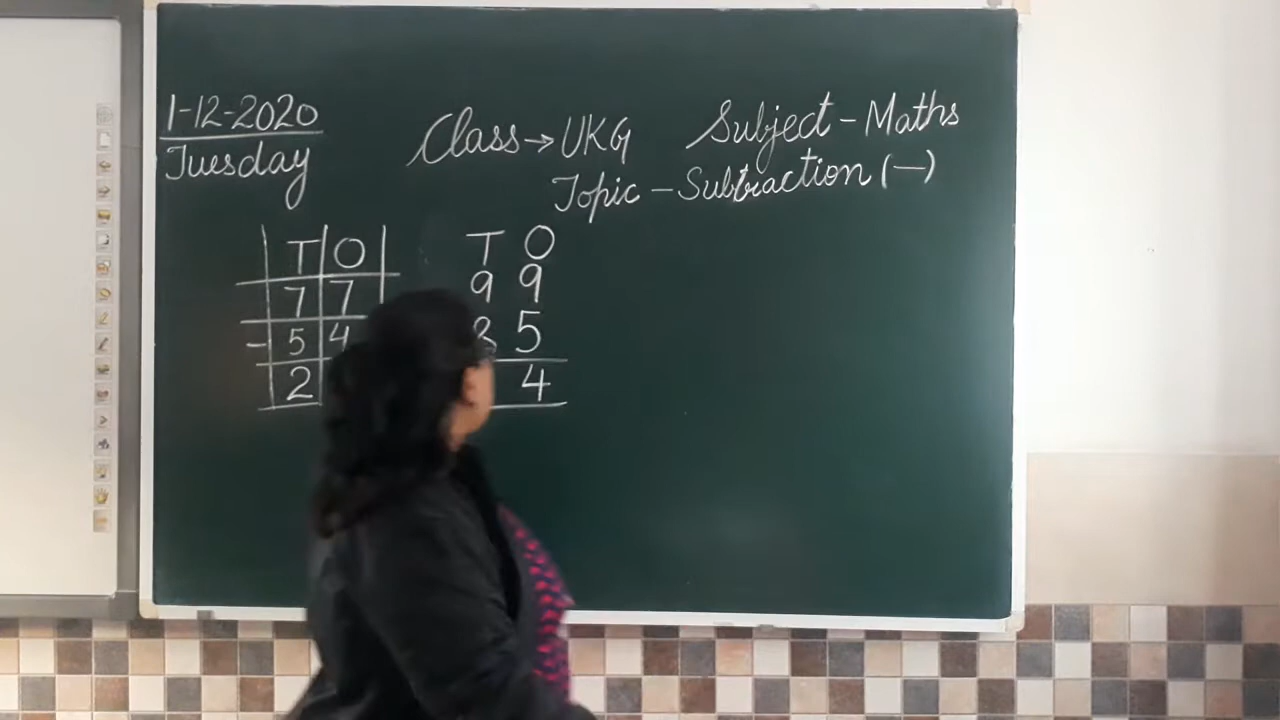 1-12-2020
Tuesday
Class → UKG
Subject - Maths
Topic - Subtraction (-)
T O
7 7
- 5 4
2
T O
9 9
3 5
4